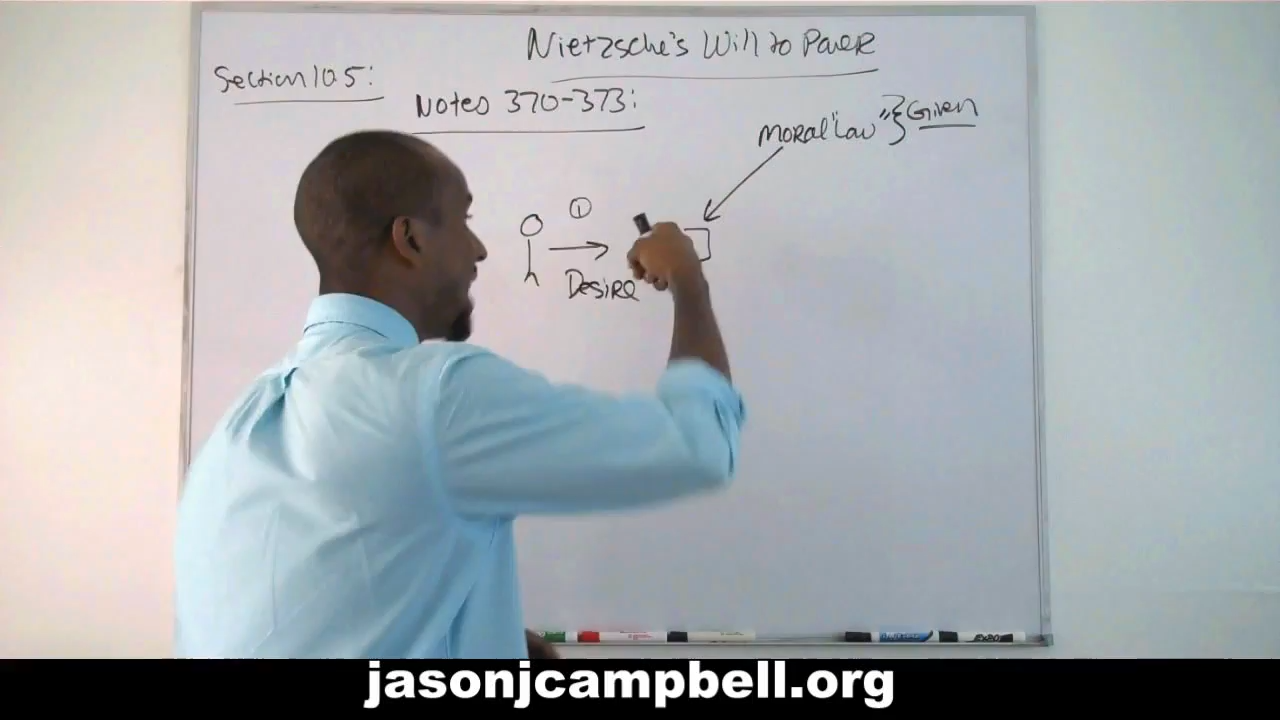 Nietzsche's Will to Power
Section 10.5:
Notes 370-373:
Moral "Law" } Given
①
Desire
jasonjcampbell.org